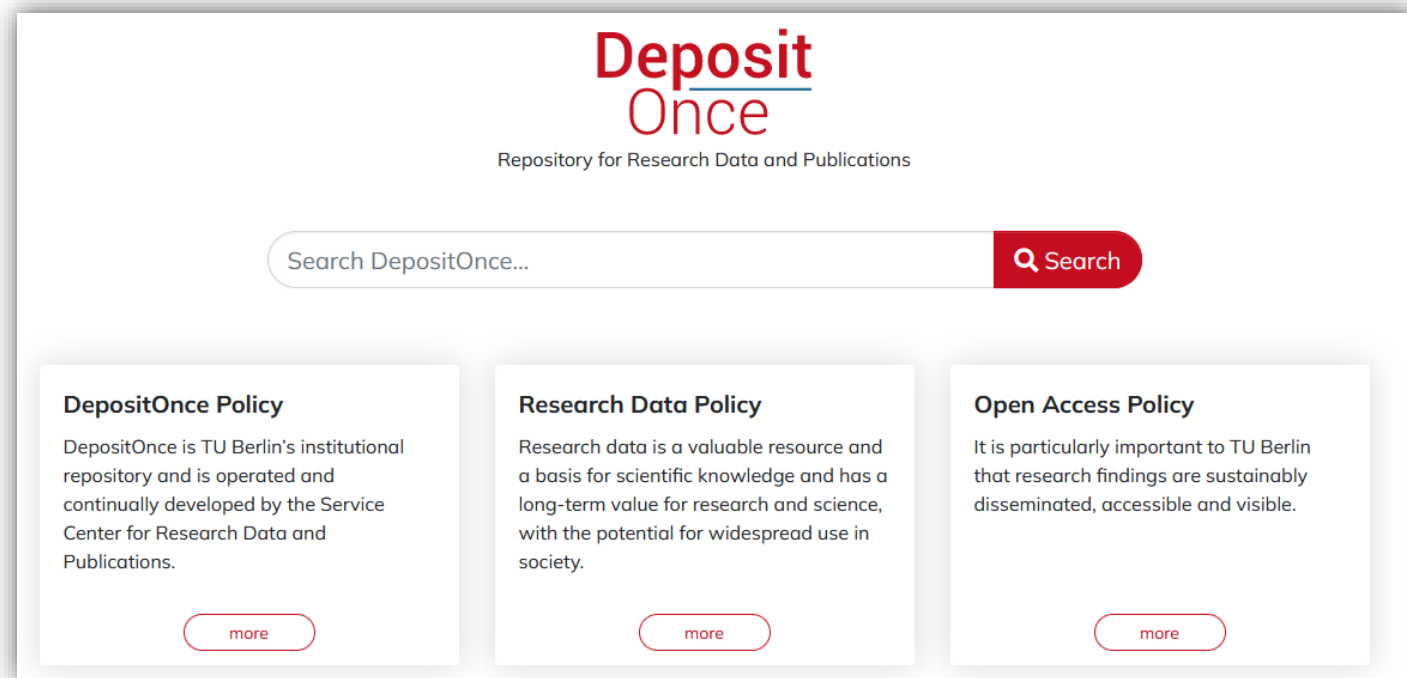 Deposit
Once
Repository for Research Data and Publications
Search DepositOnce...
Search
DepositOnce Policy
DepositOnce is TU Berlin’s institutional
repository and is operated and
continually developed by the Service
Center for Research Data and
Publications.
more
Research Data Policy
Research data is a valuable resource and
a basis for scientific knowledge and has a
long-term value for research and science,
with the potential for widespread use in
society.
more
Open Access Policy
It is particularly important to TU Berlin
that research findings are sustainably
disseminated, accessible and visible.
more